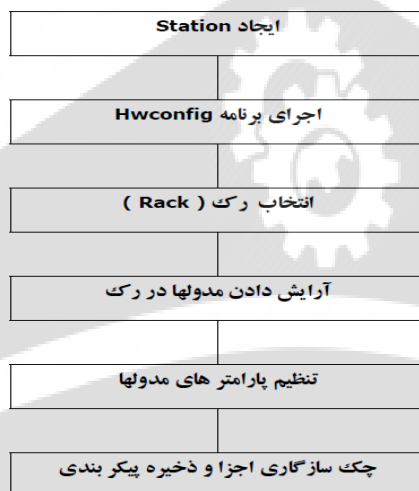 ایجاد Station
اجرای برنامه Hwconfig
انتخاب رک ( Rack )
آرایش دادن مدولها در رک
تنظیم پارامتر های مدولها
چک سازگاری اجزا و ذخیره پیکر بندی